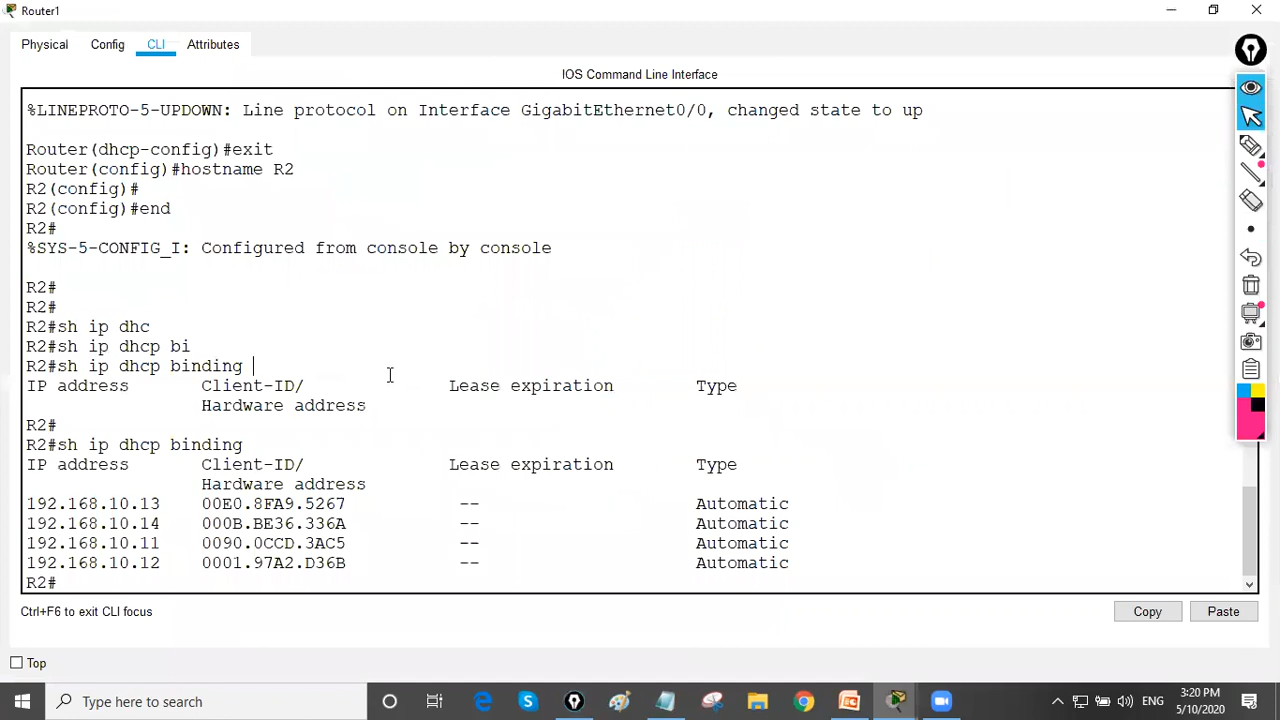 Router1
Physical Config CLI Attributes
IOS Command Line Interface
%LINEPROTO-5-UPDOWN: Line protocol on Interface GigabitEthernet0/0, changed state to up
Router(dhcp-config)#exit
Router(config)#hostname R2
R2(config)#
R2(config)#end
R2#
%SYS-5-CONFIG_I: Configured from console by console
R2#
R2#
R2#sh ip dhc
R2#sh ip dhcp bi
R2#sh ip dhcp binding
IP address Client-ID/ Lease expiration Type
Hardware address
R2#
R2#sh ip dhcp binding
IP address Client-ID/ Lease expiration Type
Hardware address
192.168.10.13 00E0.8FA9.5267 -- Automatic
192.168.10.14 000B.BE36.336A -- Automatic
192.168.10.11 0090.0CCD.3AC5 -- Automatic
192.168.10.12 0001.97A2.D36B -- Automatic
R2#
Ctrl+F6 to exit CLI focus
Copy Paste
Top
Type here to search
ENG
3:20 PM
5/10/2020